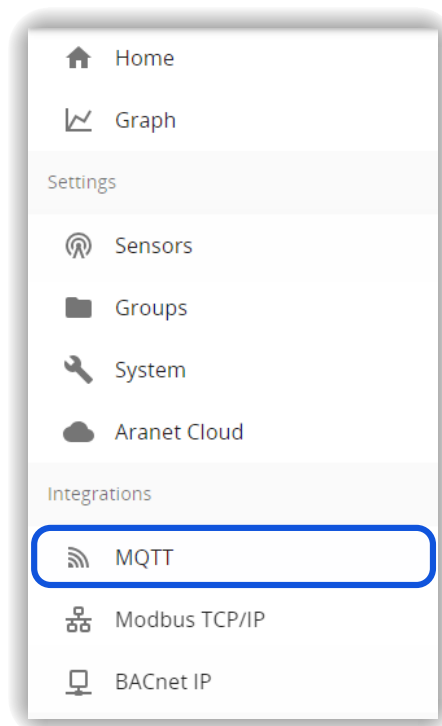 Home
Graph
Settings
Sensors
Groups
System
Aranet Cloud
Integrations
MQTT
Modbus TCP/IP
BACnet IP